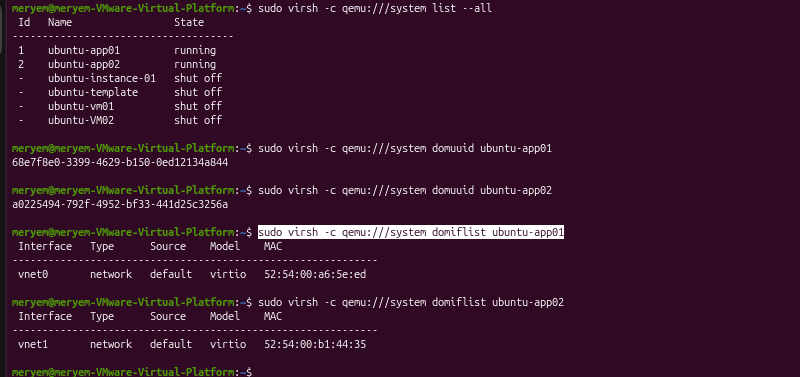 meryem@meryem-VMware-Virtual-Platform:~$ sudo virsh -c qemu:///system list --all
 Id   Name                State
-------------------------------------
 1    ubuntu-app01         running
 2    ubuntu-app02         running
 -    ubuntu-instance-01   shut off
 -    ubuntu-template      shut off
 -    ubuntu-vm01          shut off
 -    ubuntu-VM02          shut off
meryem@meryem-VMware-Virtual-Platform:~$ sudo virsh -c qemu:///system domuuid ubuntu-app01
68e7f8e0-3399-4629-b150-0ed12134a844
meryem@meryem-VMware-Virtual-Platform:~$ sudo virsh -c qemu:///system domuuid ubuntu-app02
a0225494-792f-4952-bf33-441d25c3256a
meryem@meryem-VMware-Virtual-Platform:~$ sudo virsh -c qemu:///system domiflist ubuntu-app01
 Interface   Type      Source    Model    MAC
-------------------------------------------------------------
 vnet0       network   default   virtio   52:54:00:a6:5e:ed
meryem@meryem-VMware-Virtual-Platform:~$ sudo virsh -c qemu:///system domiflist ubuntu-app02
 Interface   Type      Source    Model    MAC
-------------------------------------------------------------
 vnet1       network   default   virtio   52:54:00:b1:44:35
meryem@meryem-VMware-Virtual-Platform:~$